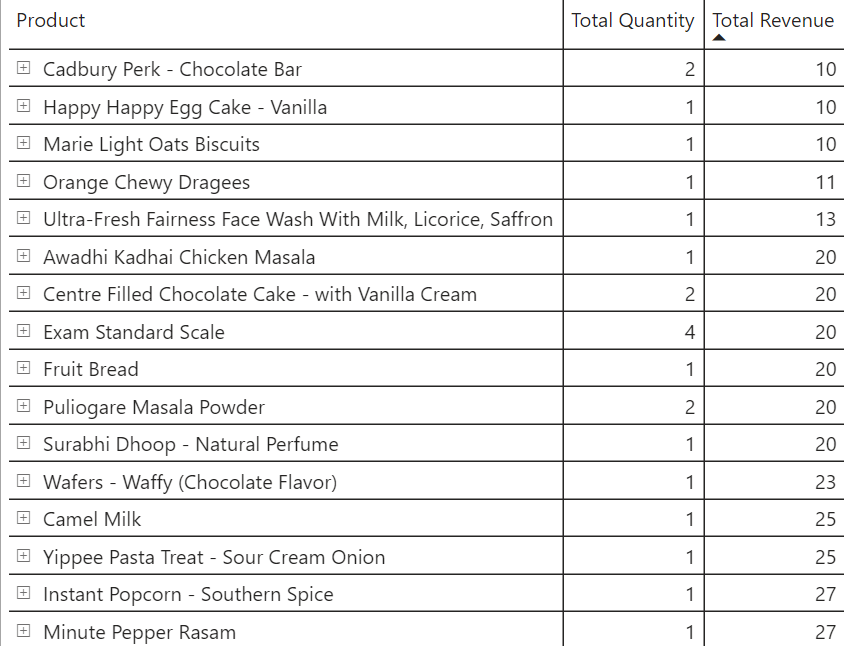 Product Total Quantity Total Revenue
Cadbury Perk - Chocolate Bar 2 10
Happy Happy Egg Cake - Vanilla 1 10
Marie Light Oats Biscuits 1 10
Orange Chewy Dragees 1 11
Ultra-Fresh Fairness Face Wash With Milk, Licorice, Saffron 1 13
Awadhi Kadhai Chicken Masala 1 20
Centre Filled Chocolate Cake - with Vanilla Cream 2 20
Exam Standard Scale 4 20
Fruit Bread 1 20
Puliogare Masala Powder 2 20
Surabhi Dhoop - Natural Perfume 1 20
Wafers - Waffy (Chocolate Flavor) 1 23
Camel Milk 1 25
Yippee Pasta Treat - Sour Cream Onion 1 25
Instant Popcorn - Southern Spice 1 27
Minute Pepper Rasam 1 27